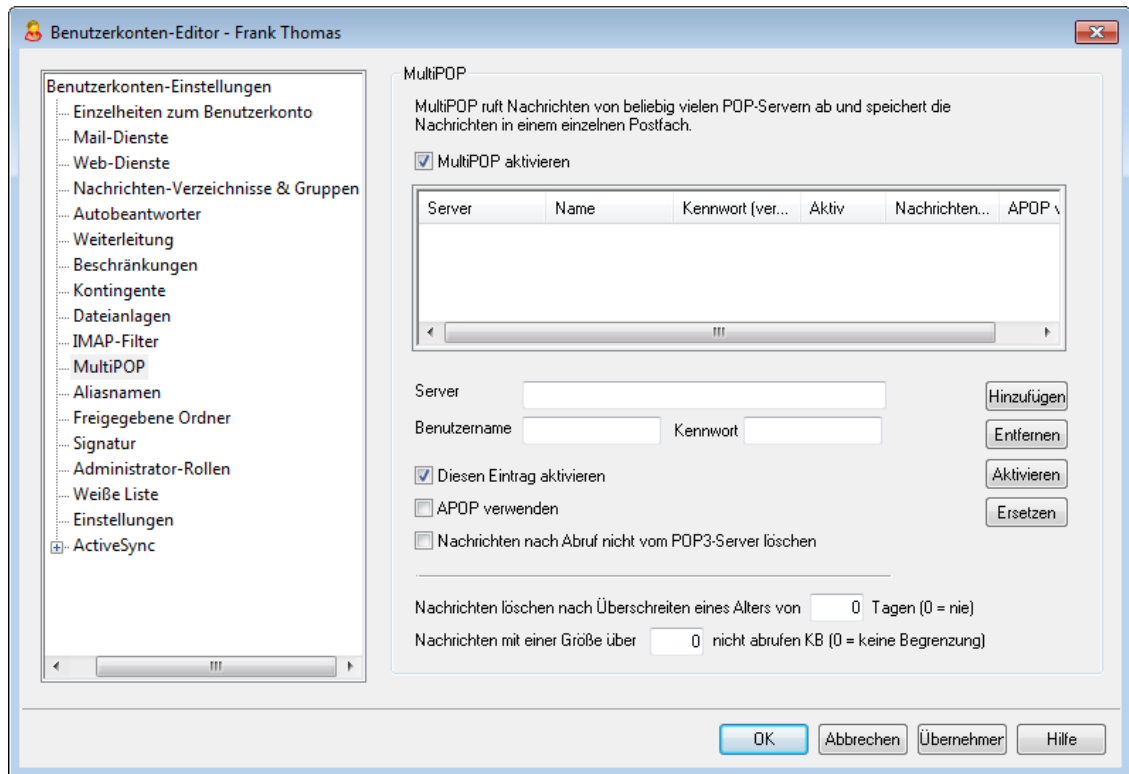 Benutzerkonten-Editor - Frank Thomas
Benutzerkonten-Einstellungen
Einzelheiten zum Benutzerkonto
Mail-Dienste
Web-Dienste
Nachrichten-Verzeichnisse & Gruppen
Autobeantworter
Weiterleitung
Beschränkungen
Kontingente
Dateianlagen
IMAP-Filter
MultiPOP
Aliasnamen
Freigegebene Ordner
Signatur
Administrator-Rollen
Weiße Liste
Einstellungen
ActiveSync
MultiPOP
MultiPOP ruft Nachrichten von beliebig vielen POP-Servern ab und speichert die
Nachrichten in einem einzelnen Postfach.
MultiPOP aktivieren
Server Name Kennwort (ver... Aktiv Nachrichten... APOP v
Server
Hinzufügen
Benutzername Kennwort
Entfernen
Diesen Eintrag aktivieren
Aktivieren
APOP verwenden
Ersetzen
Nachrichten nach Abruf nicht vom POP3-Server löschen
Nachrichten löschen nach Überschreiten eines Alters von 0 Tagen (0 = nie)
Nachrichten mit einer Größe über 0 nicht abrufen KB (0 = keine Begrenzung)
OK Abbrechen Übernehmer Hilfe